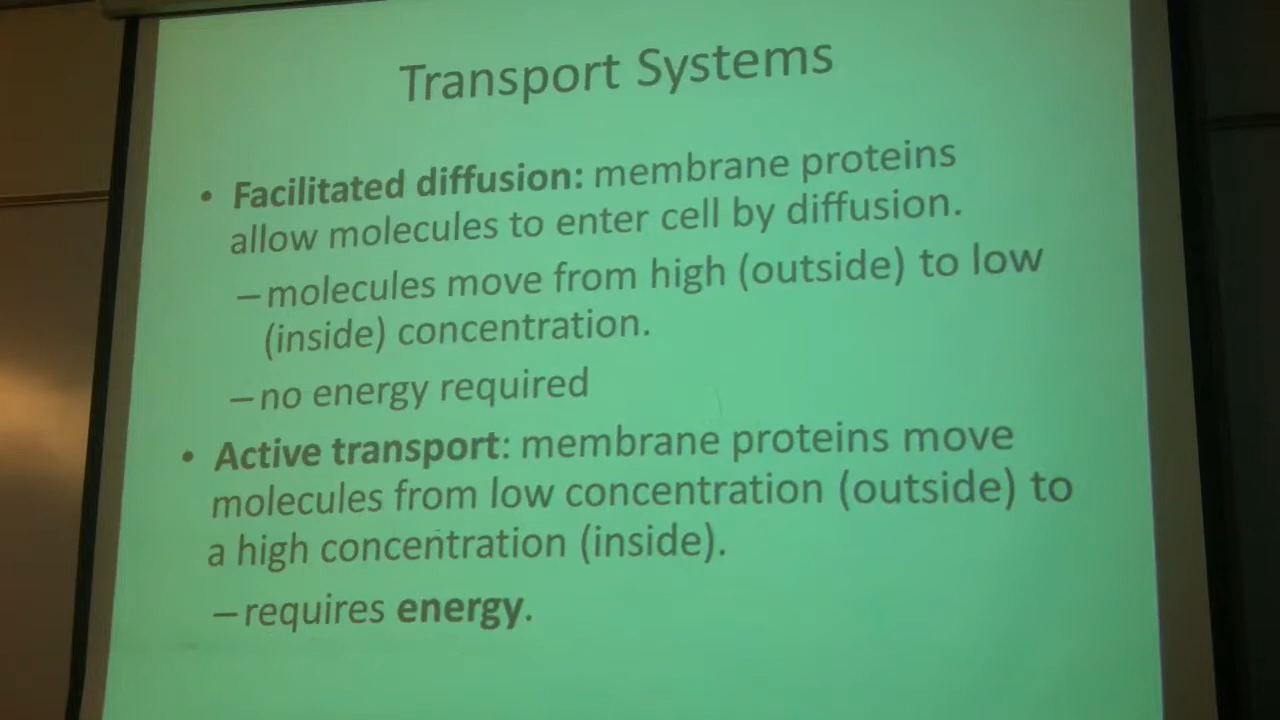 Transport Systems
• Facilitated diffusion: membrane proteins
allow molecules to enter cell by diffusion.
– molecules move from high (outside) to low
(inside) concentration.
– no energy required
• Active transport: membrane proteins move
molecules from low concentration (outside) to
a high concentration (inside).
– requires energy.